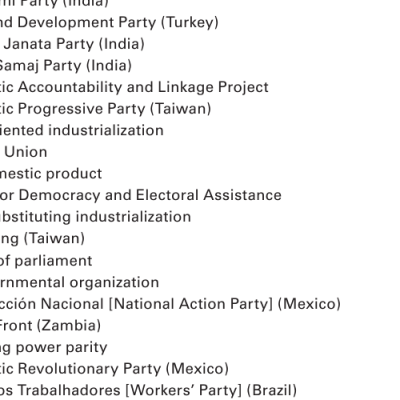 Party (India)
nd Development Party (Turkey)
Janata Party (India)
Samaj Party (India)
tic Accountability and Linkage Project
tic Progressive Party (Taiwan)
iented industrialization
Union
mestic product
or Democracy and Electoral Assistance
bstituting industrialization
ng (Taiwan)
of parliament
rnmental organization
cción Nacional [National Action Party] (Mexico)
Front (Zambia)
ng power parity
tic Revolutionary Party (Mexico)
os Trabalhadores [Workers’ Party] (Brazil)